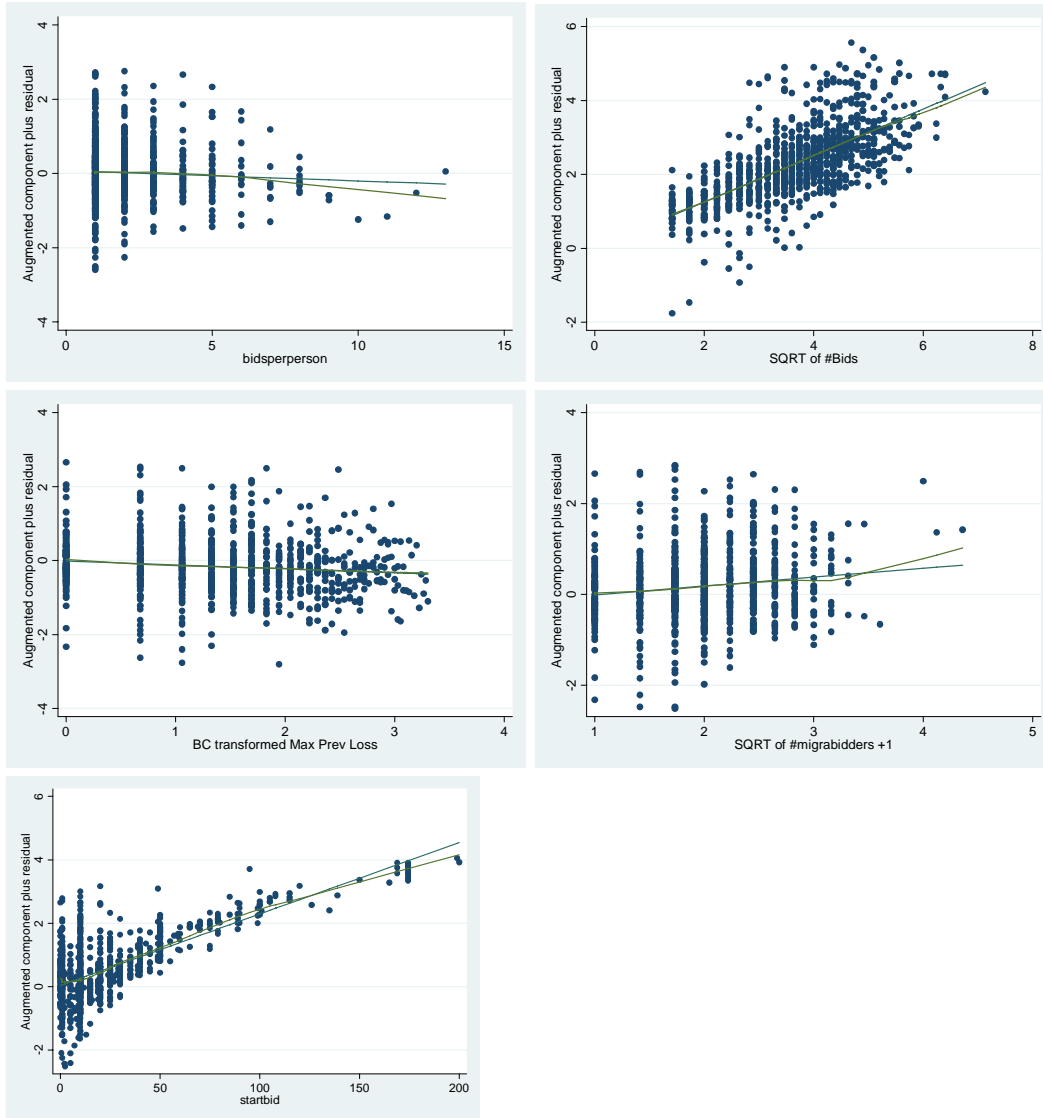 4
2
0
-2
-4
Augmented component plus residual
0 5 10 15
bidsperperson
6
4
2
0
-2
Augmented component plus residual
0 2 4 6 8
SQRT of #Bids
4
2
0
-2
-4
Augmented component plus residual
0 1 2 3 4
BC transformed Max Prev Loss
4
2
0
-2
Augmented component plus residual
1 2 3 4 5
SQRT of #migrabidders +1
6
4
2
0
-2
Augmented component plus residual
0 50 100 150 200
startbid